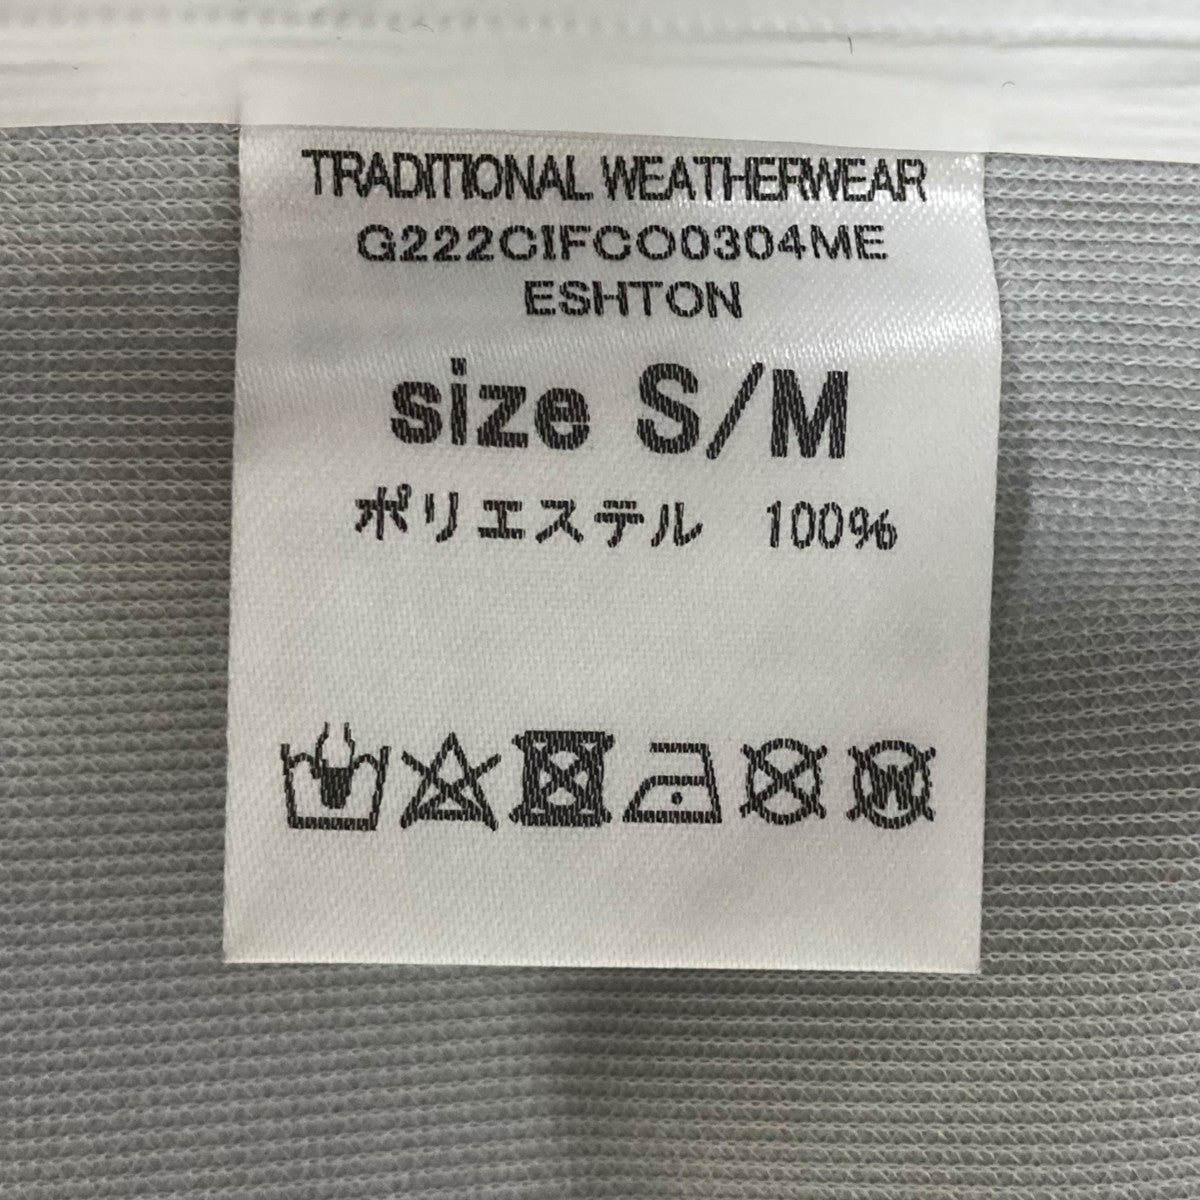 TRADITIONAL WEATHERWEAR
G222CIFCO0304ME
ESHTON
size S/M
ポリエステル 100%
W